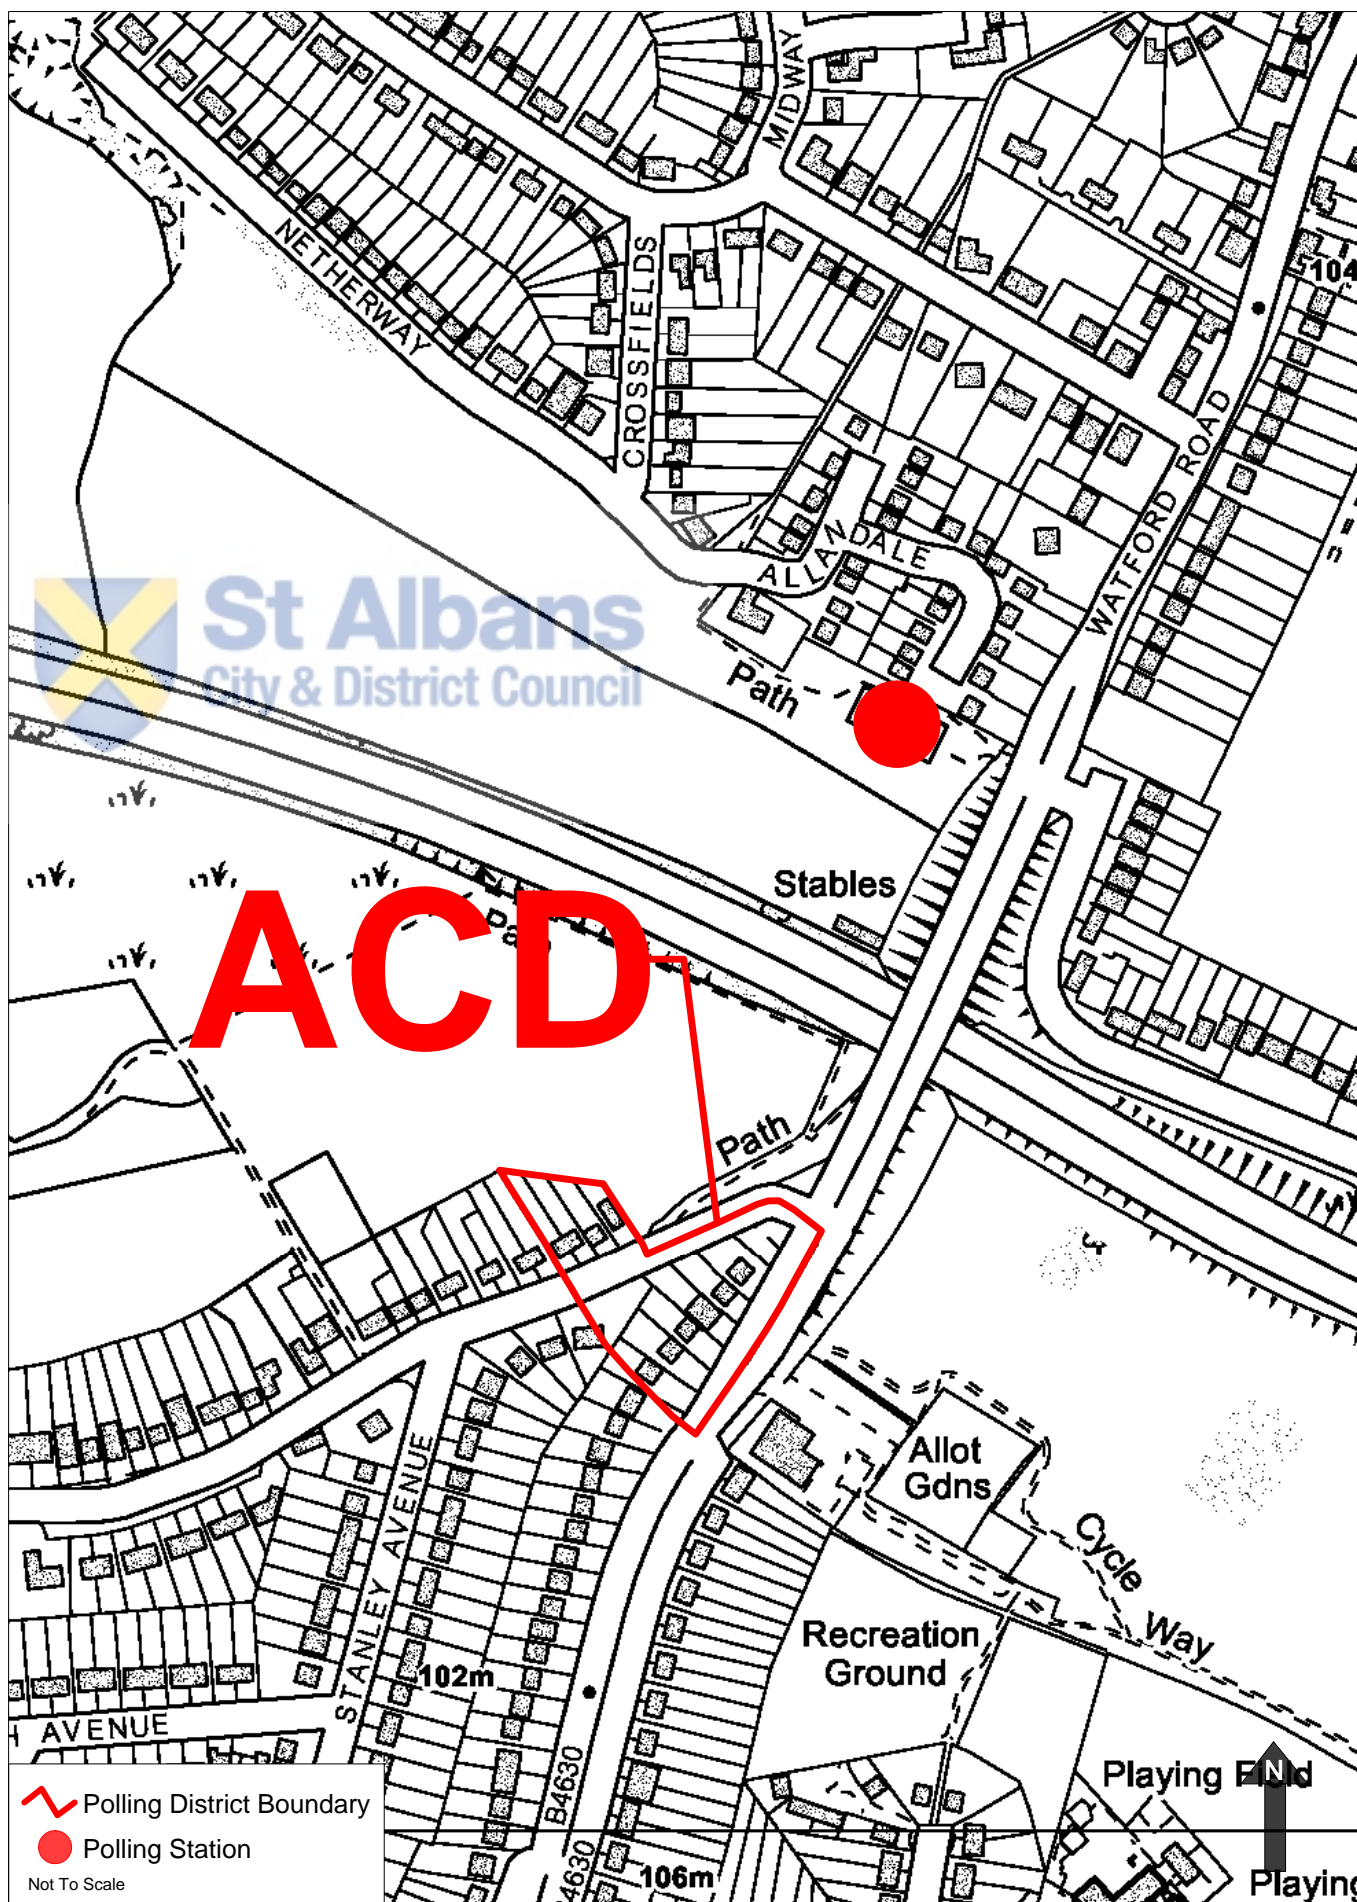 MIDWAY
NETHERWAY
CROSSFIELDS
104
WATFORD ROAD
ALLANDALE
St Albans
City & District Council
Path
Stables
ACD
Path
Path
Allot
Gdns
Cycle
Way
STANLEY AVENUE
Recreation
Ground
102m
H AVENUE
B4630
Playing Field
N
Polling District Boundary
Polling Station
Not To Scale
4630
106m
Playing